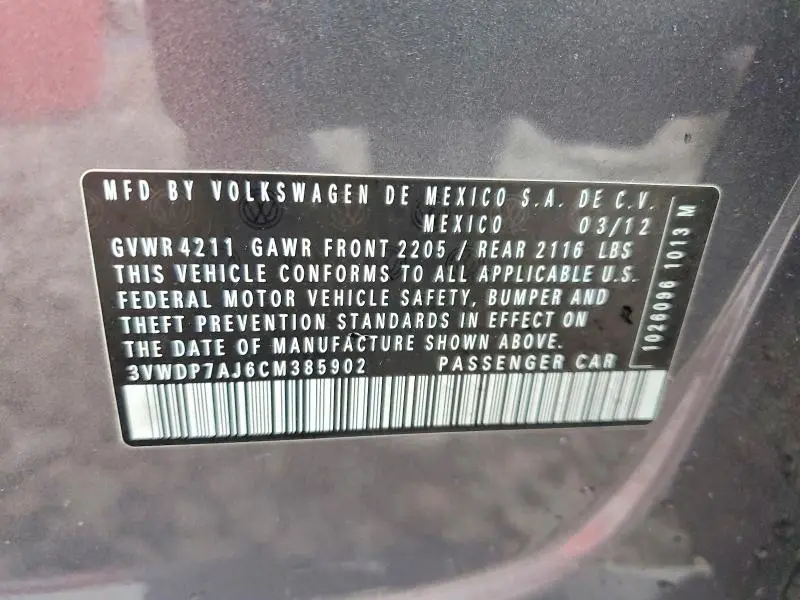 MFD BY VOLKSWAGEN DE MEXICO S.A. DE C.V.
MEXICO 03/12
GVWR 4211 GAWR FRONT 2205 / REAR 2116 LBS
THIS VEHICLE CONFORMS TO ALL APPLICABLE U.S.
FEDERAL MOTOR VEHICLE SAFETY, BUMPER AND
THEFT PREVENTION STANDARDS IN EFFECT ON
THE DATE OF MANUFACTURE SHOWN ABOVE.
3VWDP7AJ6CM385902 PASSENGER CAR
1026096 1013 M